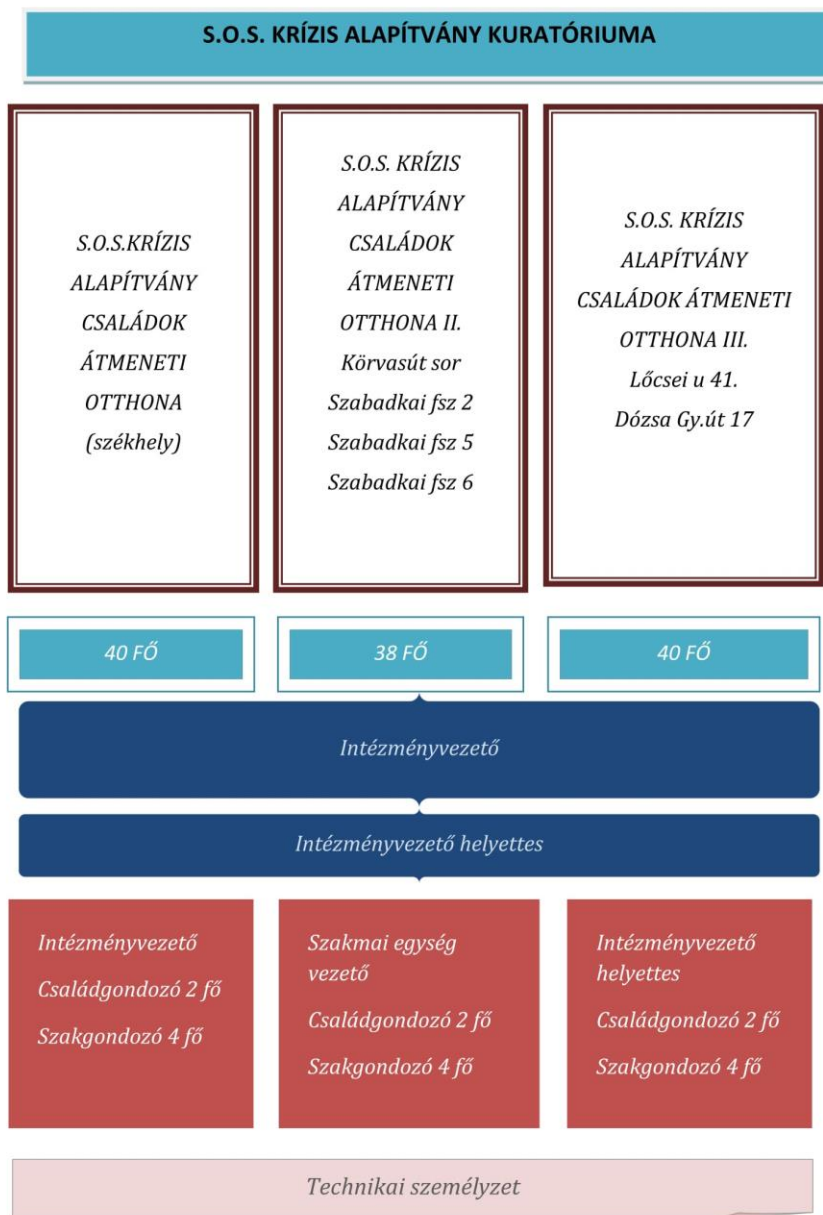 S.O.S. KRÍZIS ALAPÍTVÁNY KURATÓRIUMA
S.O.S.KRÍZIS
ALAPÍTVÁNY
CSALÁDOK
ÁTMENETI
OTTHONA
(székhely)
S.O.S. KRÍZIS
ALAPÍTVÁNY
CSALÁDOK
ÁTMENETI
OTTHONA II.
Körvasút sor
Szabadkai fsz 2
Szabadkai fsz 5
Szabadkai fsz 6
S.O.S. KRÍZIS
ALAPÍTVÁNY
CSALÁDOK ÁTMENETI
OTTHONA III.
Lőcsei u 41.
Dózsa Gy.út 17
40 FŐ
38 FŐ
40 FŐ
Intézményvezető
Intézményvezető helyettes
Intézményvezető
Családgondozó 2 fő
Szakgondozó 4 fő
Szakmai egység
vezető
Családgondozó 2 fő
Szakgondozó 4 fő
Intézményvezető
helyettes
Családgondozó 2 fő
Szakgondozó 4 fő
Technikai személyzet